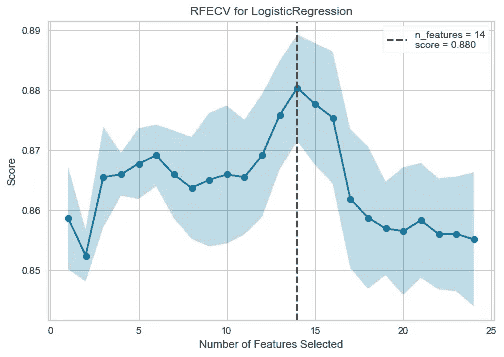 RFECV for LogisticRegression
n_features = 14
score = 0.880
0.89
0.88
0.87
0.86
0.85
Score
0 5 10 15 20 25
Number of Features Selected